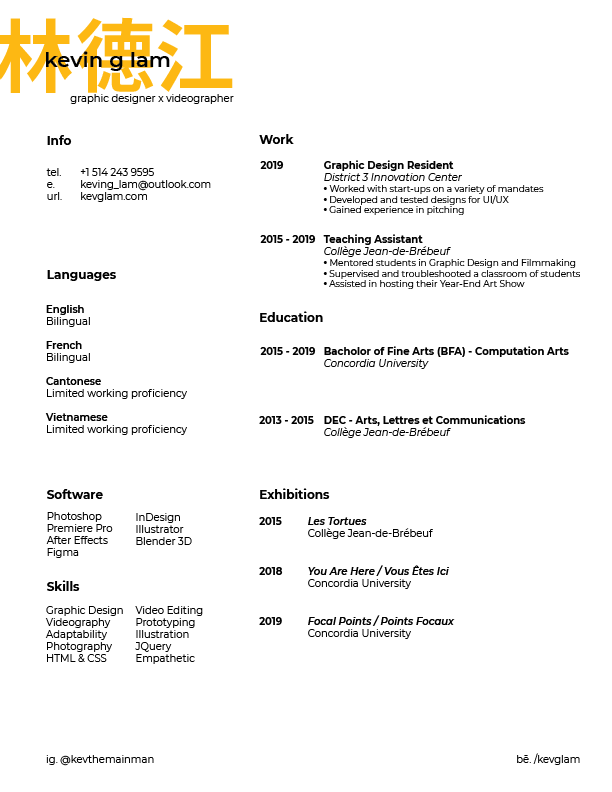 林德江
kevin g lam
graphic designer x videographer
Info
tel. +1 514 243 9595
e. keving_lam@outlook.com
url. kevglam.com
Languages
English
Bilingual
French
Bilingual
Cantonese
Limited working proficiency
Vietnamese
Limited working proficiency
Software
Photoshop
Premiere Pro
After Effects
Figma
InDesign
Illustrator
Blender 3D
Skills
Graphic Design
Videography
Adaptability
Photography
HTML & CSS
Video Editing
Prototyping
Illustration
JQuery
Empathetic
Work
2019 Graphic Design Resident
District 3 Innovation Center
• Worked with start-ups on a variety of mandates
• Developed and tested designs for UI/UX
• Gained experience in pitching
2015 - 2019 Teaching Assistant
Collège Jean-de-Brébeuf
• Mentored students in Graphic Design and Filmmaking
• Supervised and troubleshooted a classroom of students
• Assisted in hosting their Year-End Art Show
Education
2015 - 2019 Bacholor of Fine Arts (BFA) - Computation Arts
Concordia University
2013 - 2015 DEC - Arts, Lettres et Communications
Collège Jean-de-Brébeuf
Exhibitions
2015 Les Tortues
Collège Jean-de-Brébeuf
2018 You Are Here / Vous Êtes Ici
Concordia University
2019 Focal Points / Points Focaux
Concordia University
ig. @kevthemainman
bē. /kevglam